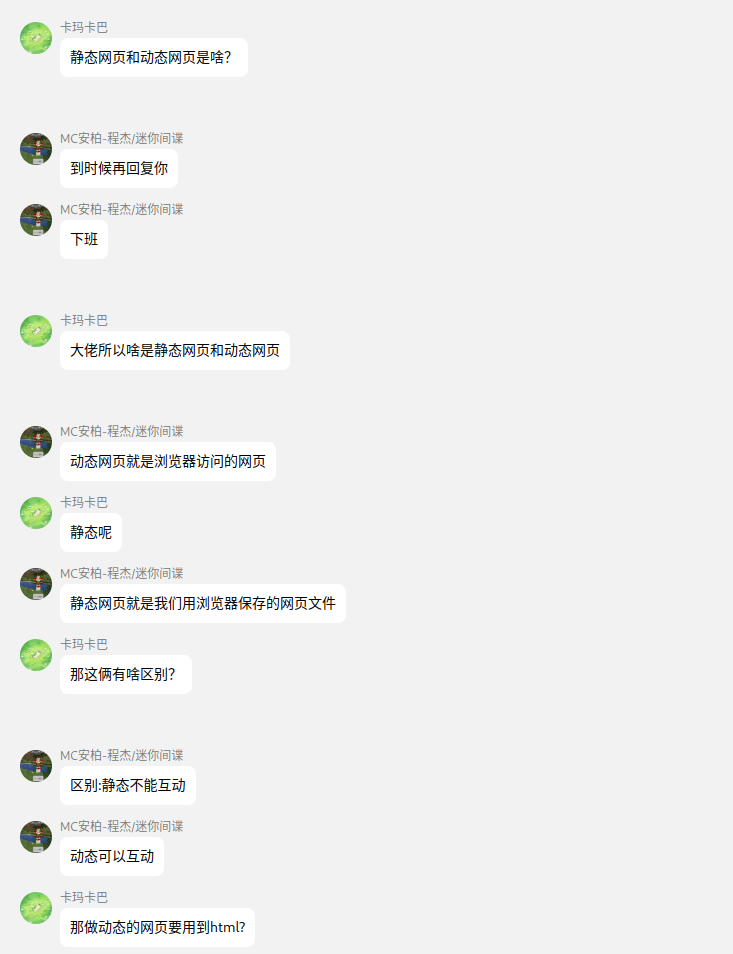 卡玛卡巴
静态网页和动态网页是啥？
MC安柏-程杰/迷你间谍
到时候再回复你
MC安柏-程杰/迷你间谍
下班
卡玛卡巴
大佬所以啥是静态网页和动态网页
MC安柏-程杰/迷你间谍
动态网页就是浏览器访问的网页
卡玛卡巴
静态呢
MC安柏-程杰/迷你间谍
静态网页就是我们用浏览器保存的网页文件
卡玛卡巴
那这俩有啥区别？
MC安柏-程杰/迷你间谍
区别:静态不能互动
MC安柏-程杰/迷你间谍
动态可以互动
卡玛卡巴
那做动态的网页要用到html?